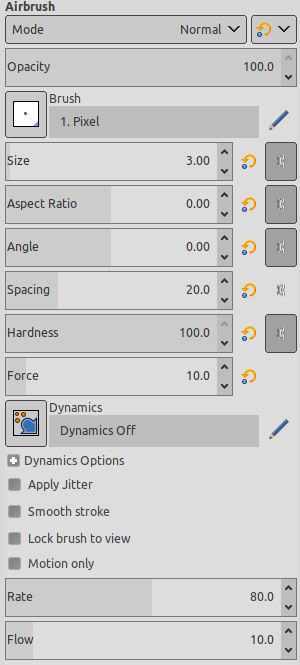 Airbrush
Mode Normal
Opacity 100.0
Brush
1. Pixel
Size 3.00
Aspect Ratio 0.00
Angle 0.00
Spacing 20.0
Hardness 100.0
Force 10.0
Dynamics
Dynamics Off
Dynamics Options
Apply Jitter
Smooth stroke
Lock brush to view
Motion only
Rate 80.0
Flow 10.0